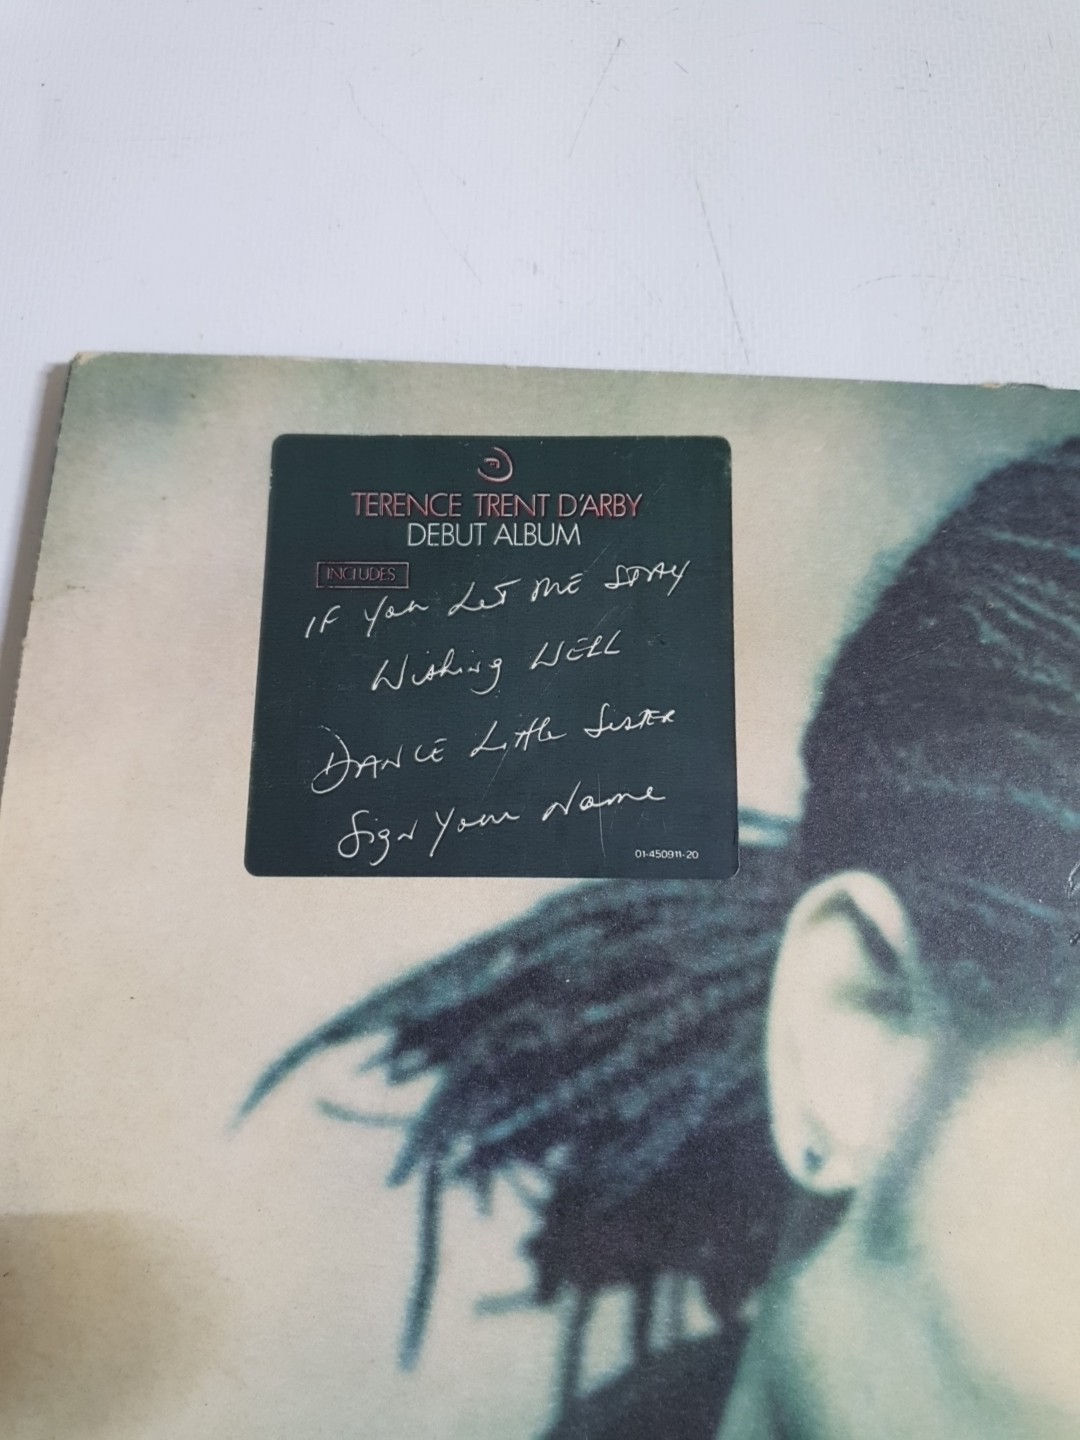 TERENCE TRENT D'ARBY
DEBUT ALBUM
INCLUDES
IF You Let ME STAY
Wishing WELL
DANCE Little SISTER
Sign Your Name
01-450911-20